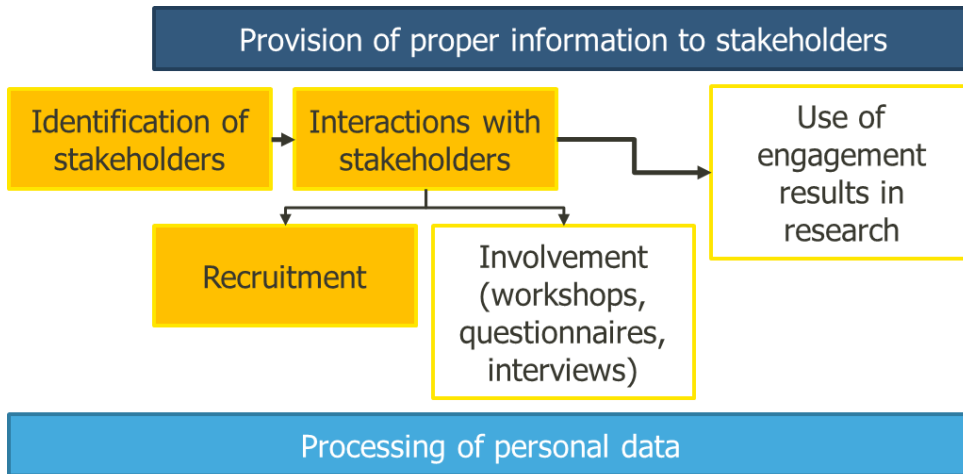 Provision of proper information to stakeholders
Identification of
stakeholders
Interactions with
stakeholders
Use of
engagement
results in
research
Recruitment
Involvement
(workshops,
questionnaires,
interviews)
Processing of personal data